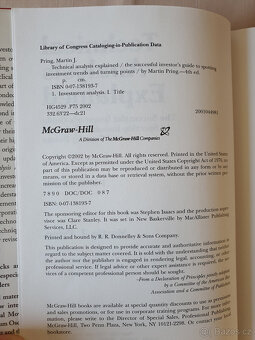 Library of Congress Cataloging-in-Publication Data
Pring, Martin J.
Technical analysis explained / the successful investor's guide to spotting
investment trends and turning points / by Martin Pring.—4th ed.
p. cm.
ISBN 0-07-138193-7
1. Investment analysis. I. Title
HG4529 .P75 2002
332.63'22—dc21
McGraw-Hill
A Division of The McGraw-Hill Companies
Copyright ©2002 by McGraw-Hill. All rights reserved. Printed in the United States of
America. Except as permitted under the United States Copyright Act of 1976, no
part of this publication may be reproduced or distributed in any form or by any
means, or stored in a data base or retrieval system, without the prior written per-
mission of the publisher.
7 8 9 0 DOC/DOC 0 8 7
ISBN: 0-07-138193-7
The sponsoring editor for this book was Stephen Isaacs and the production
supervisor was Clare Stanley. It was set in New Baskerville by MacAllister Publishing
Services, LLC.
Printed and bound by R. R. Donnelley & Sons Company.
This publication is designed to provide accurate and authoritative information in
regard to the subject matter covered. It is sold with the understanding that neither
the author nor the publisher is engaged in rendering legal, accounting, or other
professional service. If legal advice or other expert assistance is required, the ser-
vices of a competent professional person should be sought.
—From a Declaration of Principles jointly adopted
by a Committee of the American Bar
Association and a Committee of Publishers
McGraw-Hill books are available at special quantity discounts to use as premiums
and sales promotions, or for use in corporate training programs. For more
information, please write to the Director of Special Sales, Professional Publishing,
McGraw-Hill, Two Penn Plaza, New York, NY 10121-2298. Or contact your local
bookstore.